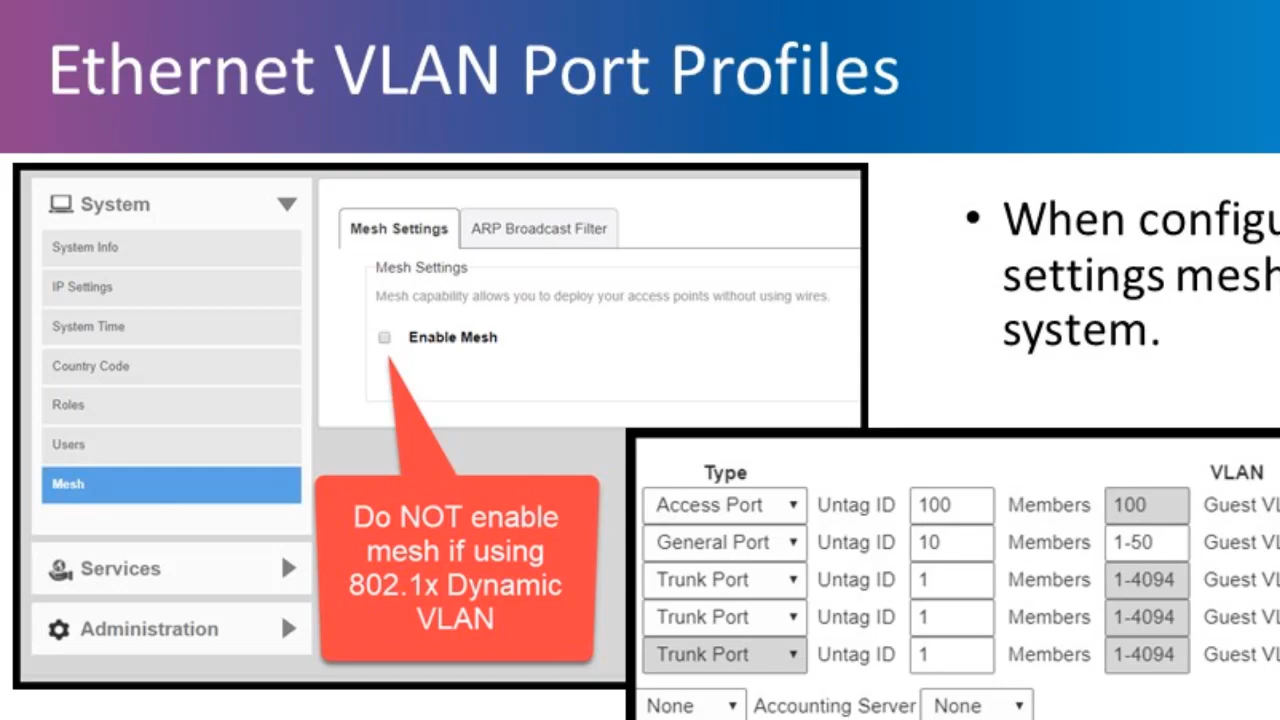 Ethernet VLAN Port Profiles
System
System Info
IP Settings
System Time
Country Code
Roles
Users
Mesh
Services
Administration
Mesh Settings ARP Broadcast Filter
Mesh Settings
Mesh capability allows you to deploy your access points without using wires.
Enable Mesh
Do NOT enable
mesh if using
802.1x Dynamic
VLAN
• When
settings
system.
Type VLAN
Access Port Untag ID 100 Members 100 Guest
General Port Untag ID 10 Members 1-50 Guest
Trunk Port Untag ID 1 Members 1-4094 Guest
Trunk Port Untag ID 1 Members 1-4094 Guest
Trunk Port Untag ID 1 Members 1-4094 Guest
None Accounting Server None